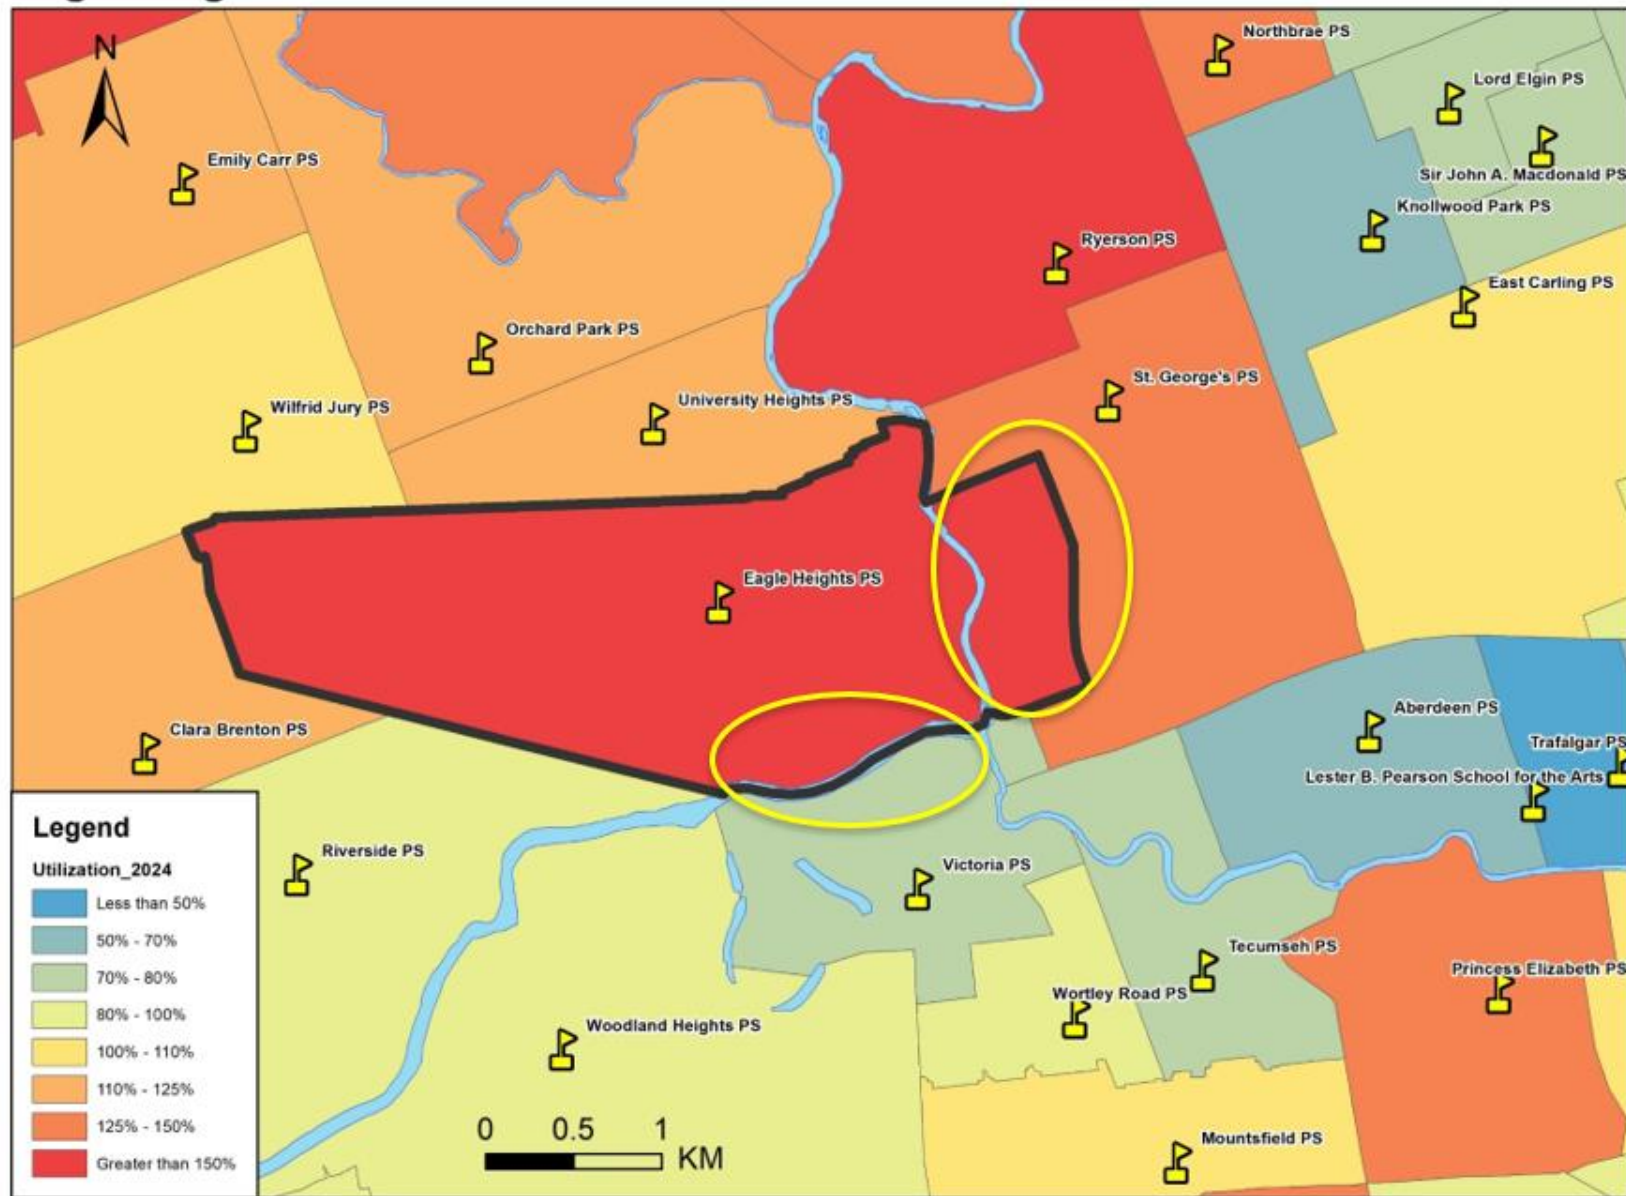 N
Northbrae PS
Lord Elgin PS
Emily Carr PS
Sir John A. Macdonald PS
Knollwood Park PS
Ryerson PS
East Carling PS
Orchard Park PS
St. George's PS
University Heights PS
Wilfrid Jury PS
Eagle Heights PS
Aberdeen PS
Clara Brenton PS
Trafalgar PS
Lester B. Pearson School for the Arts
Riverside PS
Victoria PS
Tecumseh PS
Princess Elizabeth PS
Wortley Road PS
Woodland Heights PS
Mountsfield PS
Legend
Utilization_2024
Less than 50%
50% - 70%
70% - 80%
80% - 100%
100% - 110%
110% - 125%
125% - 150%
Greater than 150%
0 0.5 1
KM